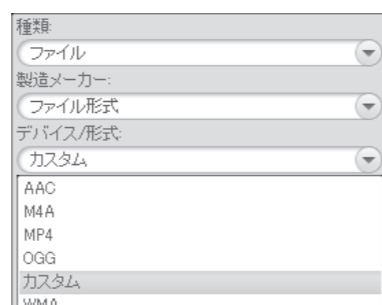 種類:
ファイル
製造メーカー:
ファイル形式
デバイス/形式:
カスタム
AAC
M4A
MP4
OGG
カスタム
WMA